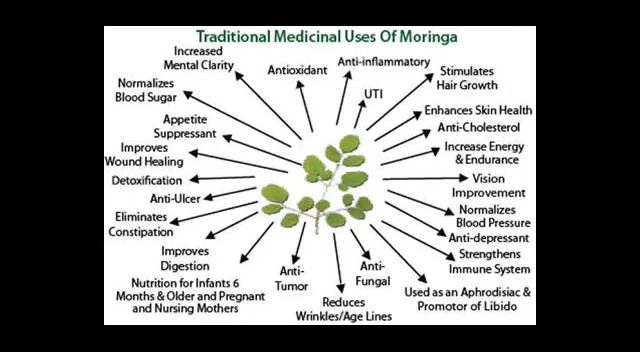 Traditional Medicinal Uses Of Moringa
Increased
Mental Clarity
Antioxidant
Anti-inflammatory
UTI
Stimulates
Hair Growth
Normalizes
Blood Sugar
Enhances Skin Health
Appetite
Suppressant
Anti-Cholesterol
Improves
Wound Healing
Increase Energy
& Endurance
Detoxification
Vision
Improvement
Anti-Ulcer
Normalizes
Blood Pressure
Eliminates
Constipation
Anti-depressant
Improves
Digestion
Strengthens
Immune System
Nutrition for Infants 6
Months & Older and Pregnant
and Nursing Mothers
Anti-
Tumor
Reduces
Wrinkles/Age Lines
Anti-
Fungal
Used as an Aphrodisiac &
Promotor of Libido